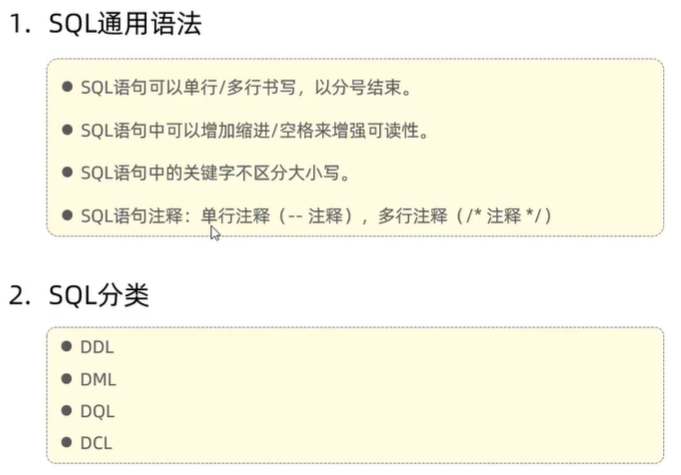 1. SQL通用语法
● SQL语句可以单行/多行书写，以分号结束。
● SQL语句中可以增加缩进/空格来增强可读性。
● SQL语句中的关键字不区分大小写。
● SQL语句注释：单行注释（-- 注释），多行注释（/* 注释 */）
2. SQL分类
● DDL
● DML
● DQL
● DCL